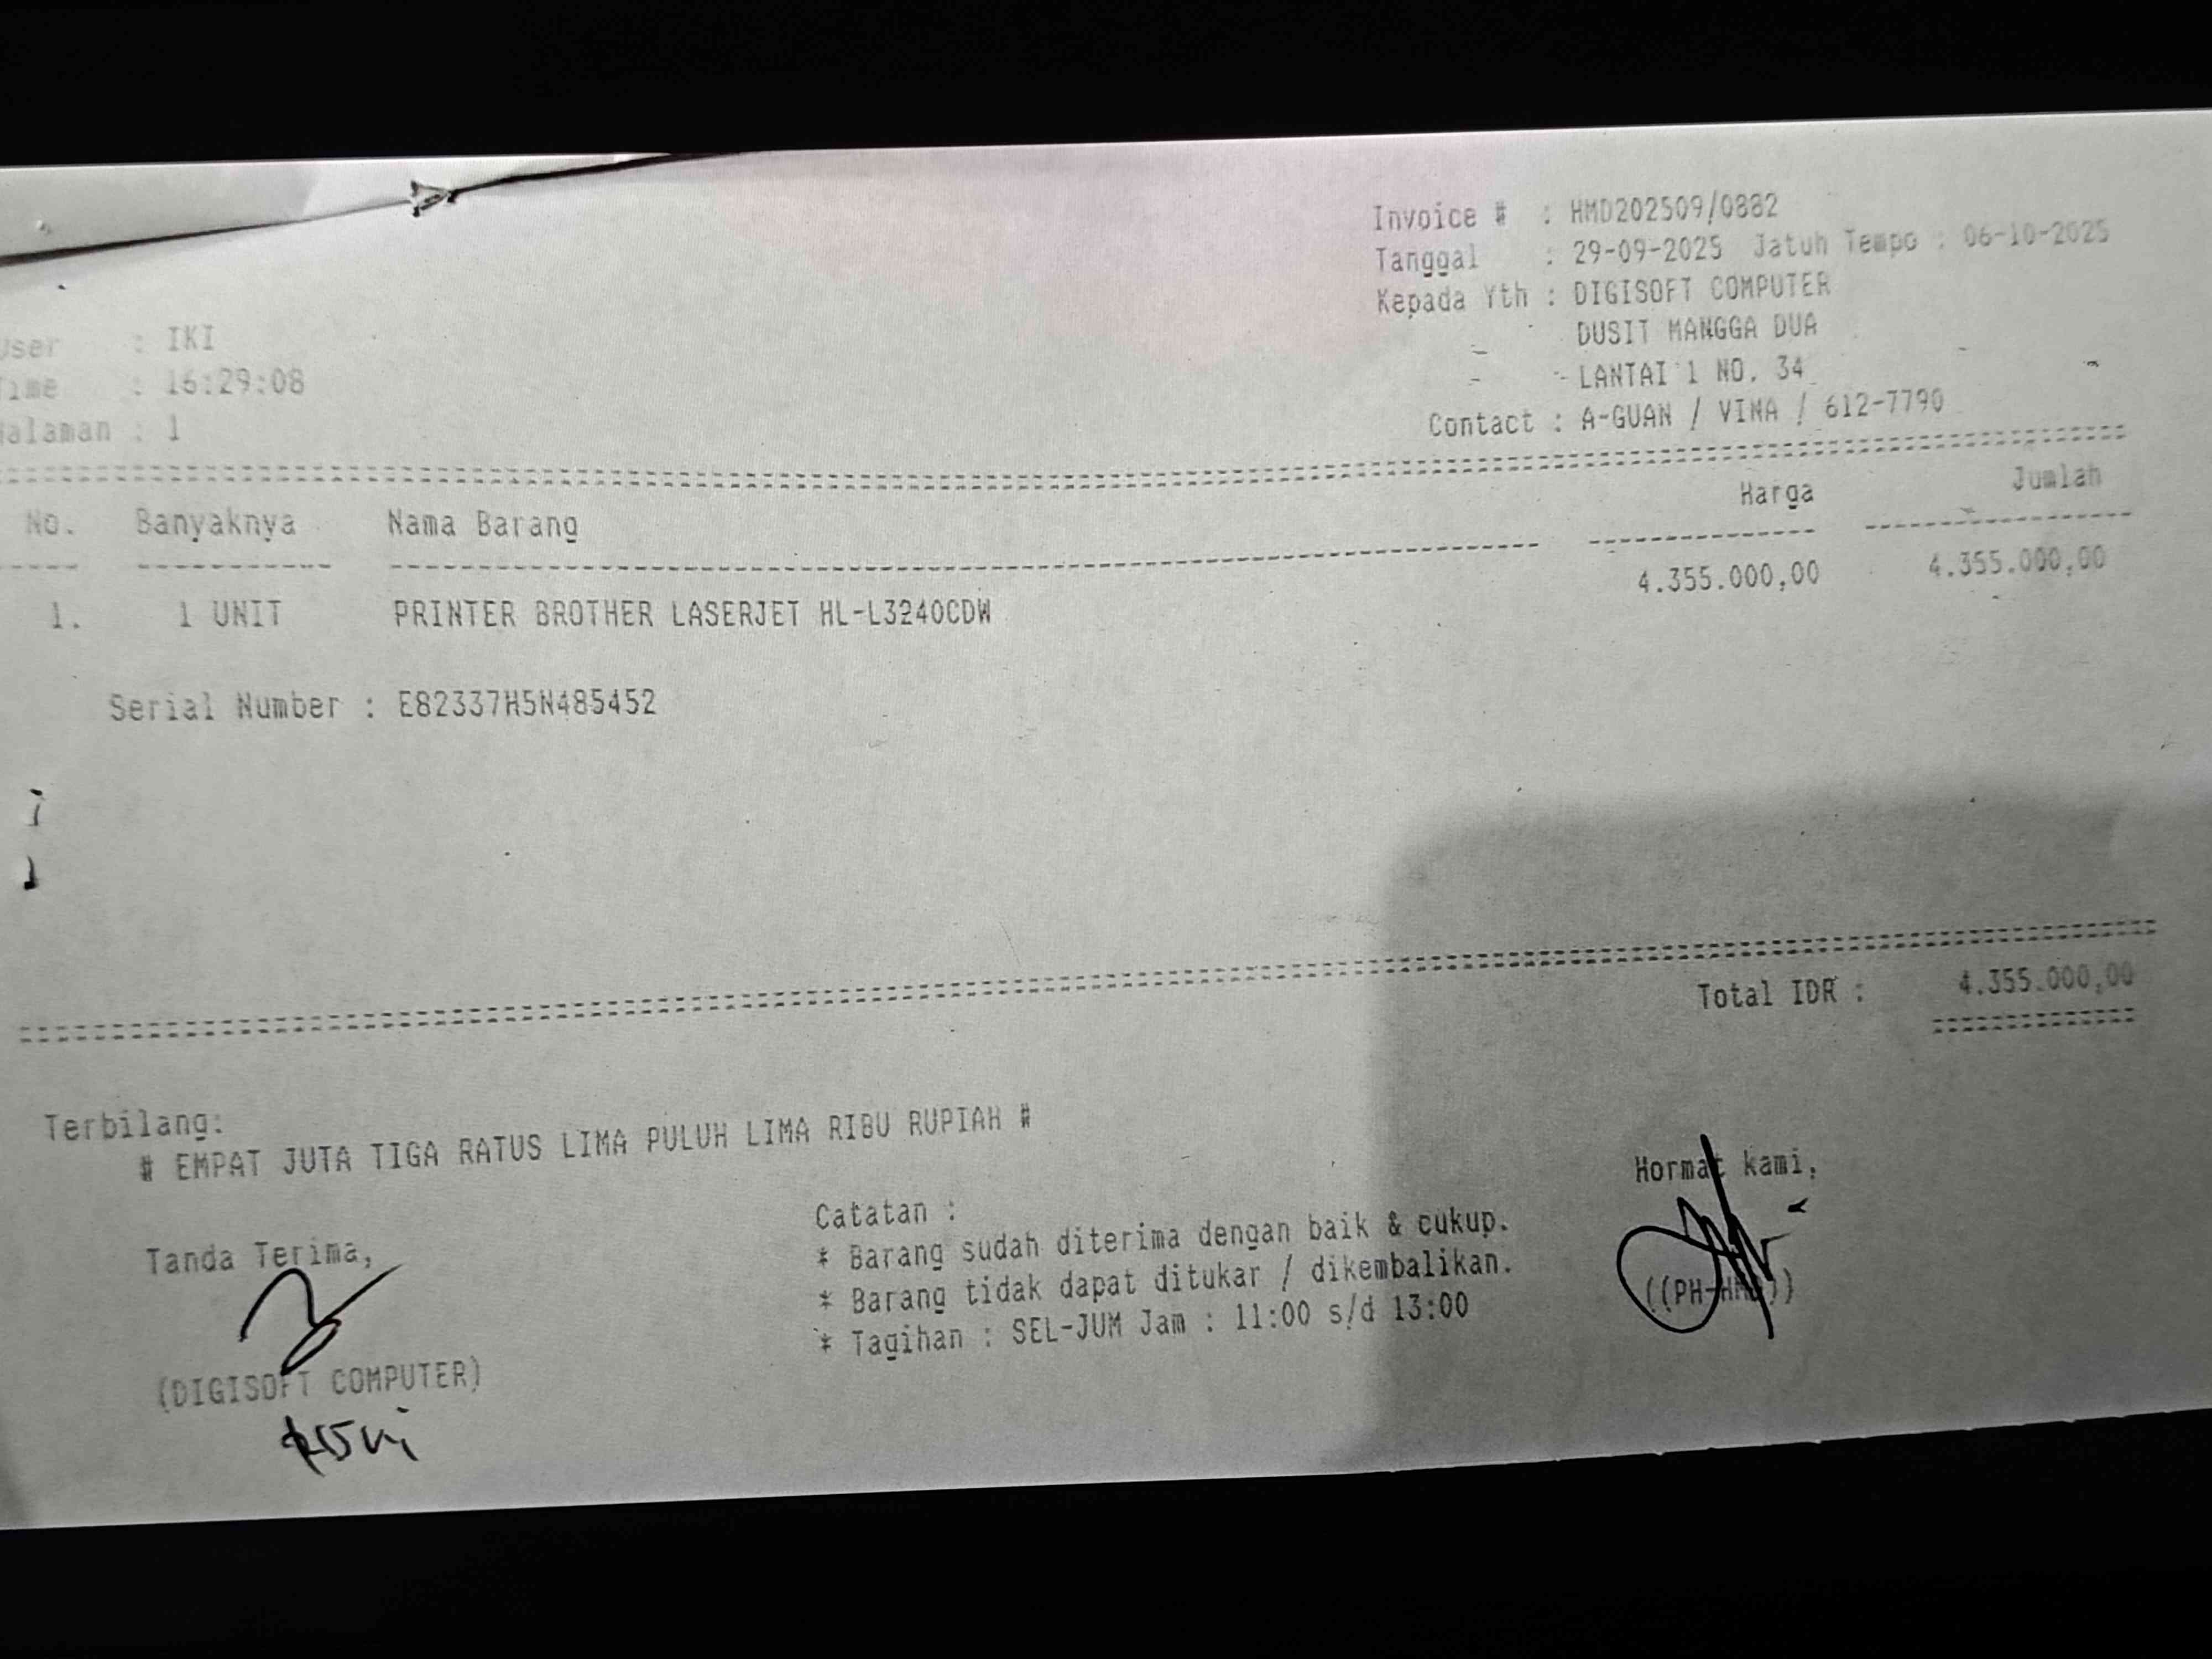 Invoice # : HMD202509/0882
Tanggal : 29-09-2025 Jatuh Tempo : 06-10-2025
Kepada Yth : DIGISOFT COMPUTER
DUSIT MANGGA DUA
LANTAI 1 NO. 34
Contact : A-GUAN / VINA / 612-7790
User : IKI
Time : 16:29:08
Halaman : 1
No. Banyaknya Nama Barang Harga Jumlah
1. 1 UNIT PRINTER BROTHER LASERJET HL-L3240CDW 4.355.000,00 4.355.000,00
Serial Number : E82337H5N485452
Total IDR : 4.355.000,00
Terbilang:
# EMPAT JUTA TIGA RATUS LIMA PULUH LIMA RIBU RUPIAH #
Tanda Terima,
(DIGISOFT COMPUTER)
Catatan :
* Barang sudah diterima dengan baik & cukup.
* Barang tidak dapat ditukar / dikembalikan.
* Tagihan : SEL-JUM Jam : 11:00 s/d 13:00
Hormat kami,
((PH-HMD))